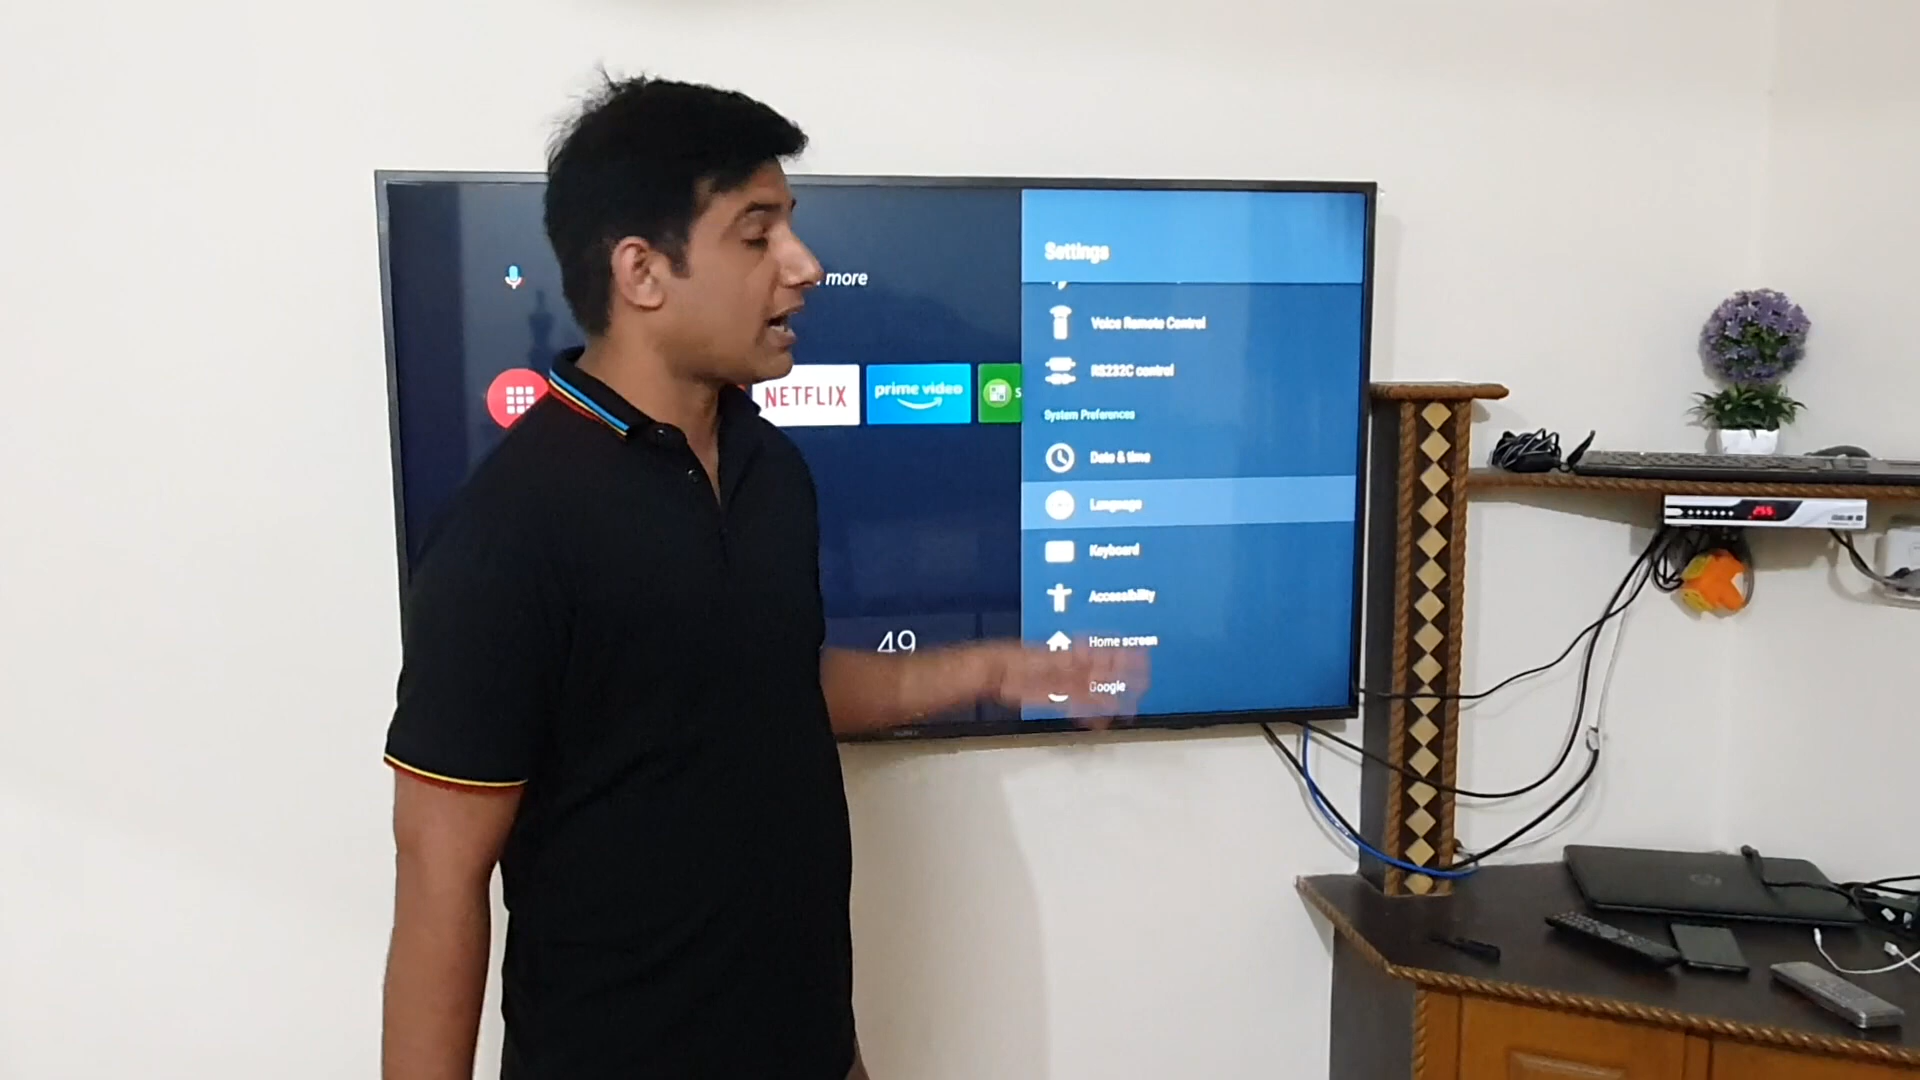 Settings
more
Voice Remote Control
RS232C control
NETFLIX
prime video
S
System Preferences
Date & time
Language
Keyboard
Accessibility
49
Home screen
Google
255